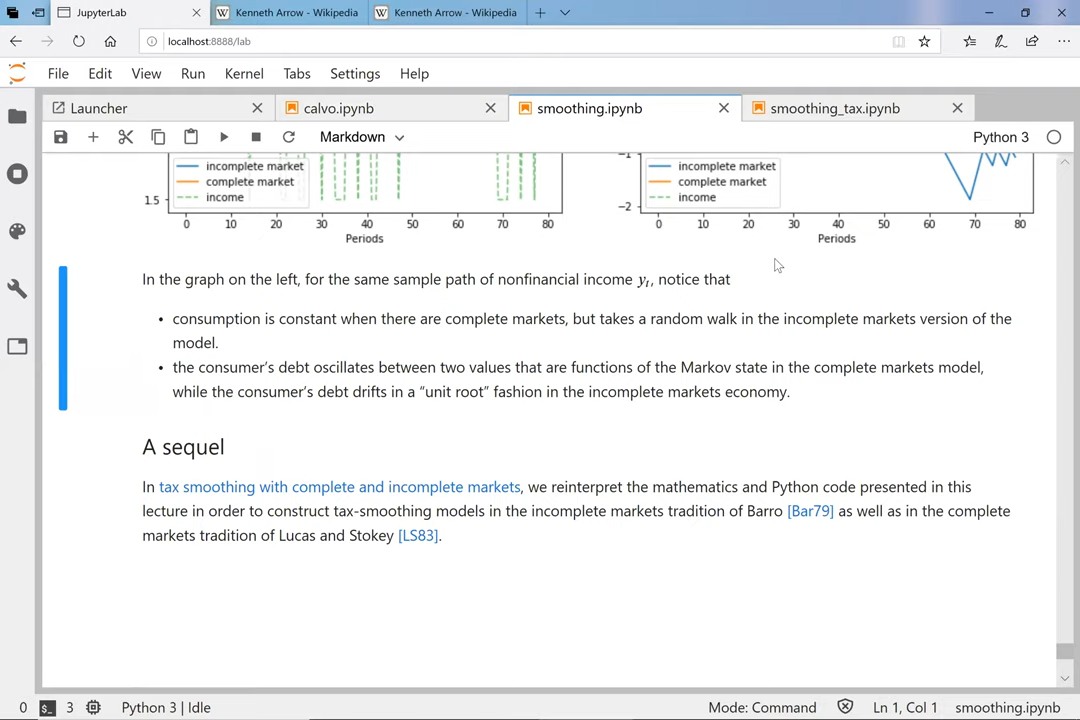 JupyterLab
Kenneth Arrow - Wikipedia
Kenneth Arrow - Wikipedia
localhost:8888/lab
File Edit View Run Kernel Tabs Settings Help
Launcher
calvo.ipynb
smoothing.ipynb
smoothing_tax.ipynb
Markdown
Python 3
incomplete market
complete market
income
1.5
0 10 20 30 40 50 60 70 80
Periods
−1
incomplete market
complete market
income
−2
0 10 20 30 40 50 60 70 80
Periods
In the graph on the left, for the same sample path of nonfinancial income yt, notice that
• consumption is constant when there are complete markets, but takes a random walk in the incomplete markets version of the
model.
• the consumer’s debt oscillates between two values that are functions of the Markov state in the complete markets model,
while the consumer’s debt drifts in a “unit root” fashion in the incomplete markets economy.
A sequel
In tax smoothing with complete and incomplete markets, we reinterpret the mathematics and Python code presented in this
lecture in order to construct tax-smoothing models in the incomplete markets tradition of Barro [Bar79] as well as in the complete
markets tradition of Lucas and Stokey [LS83].
0 $_ 3 Python 3 | Idle Mode: Command Ln 1, Col 1 smoothing.ipynb